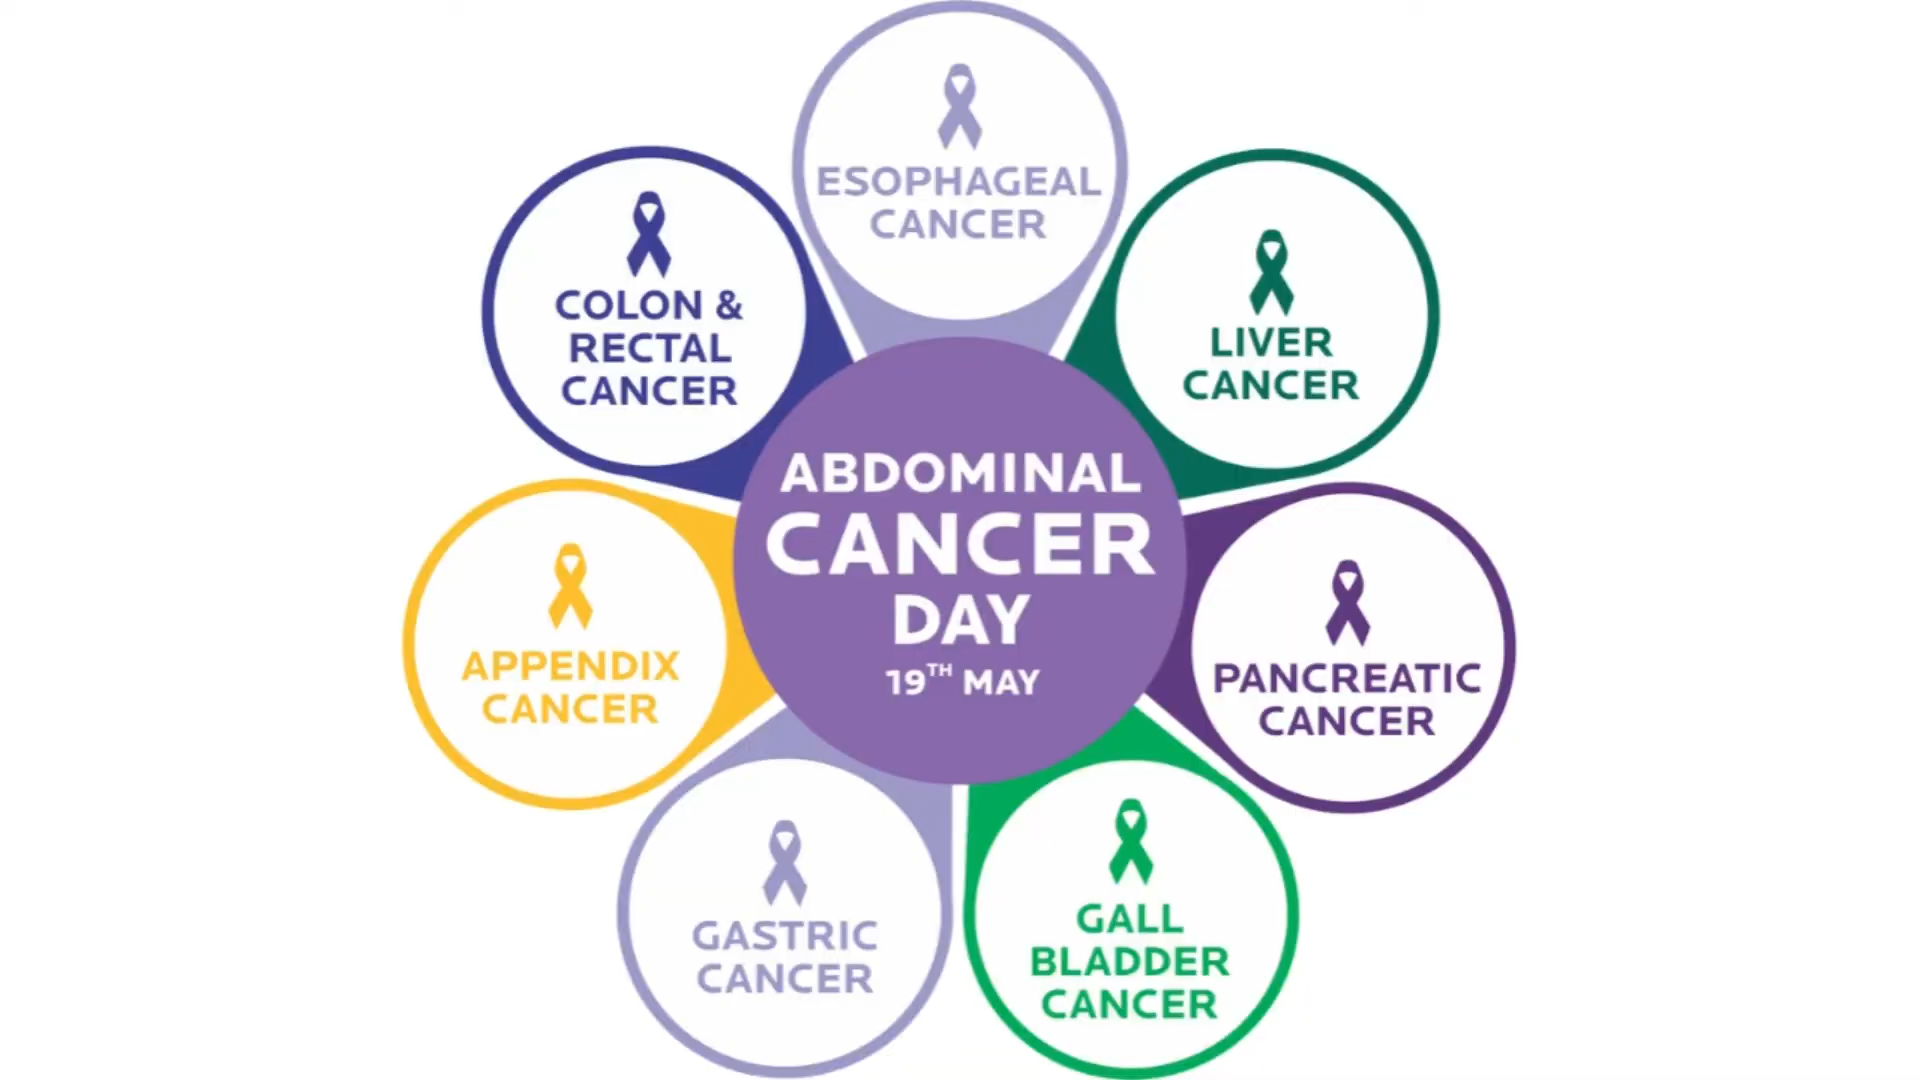 ESOPHAGEAL
CANCER
LIVER
CANCER
PANCREATIC
CANCER
GALL
BLADDER
CANCER
GASTRIC
CANCER
APPENDIX
CANCER
COLON &
RECTAL
CANCER
ABDOMINAL
CANCER
DAY
19TH MAY